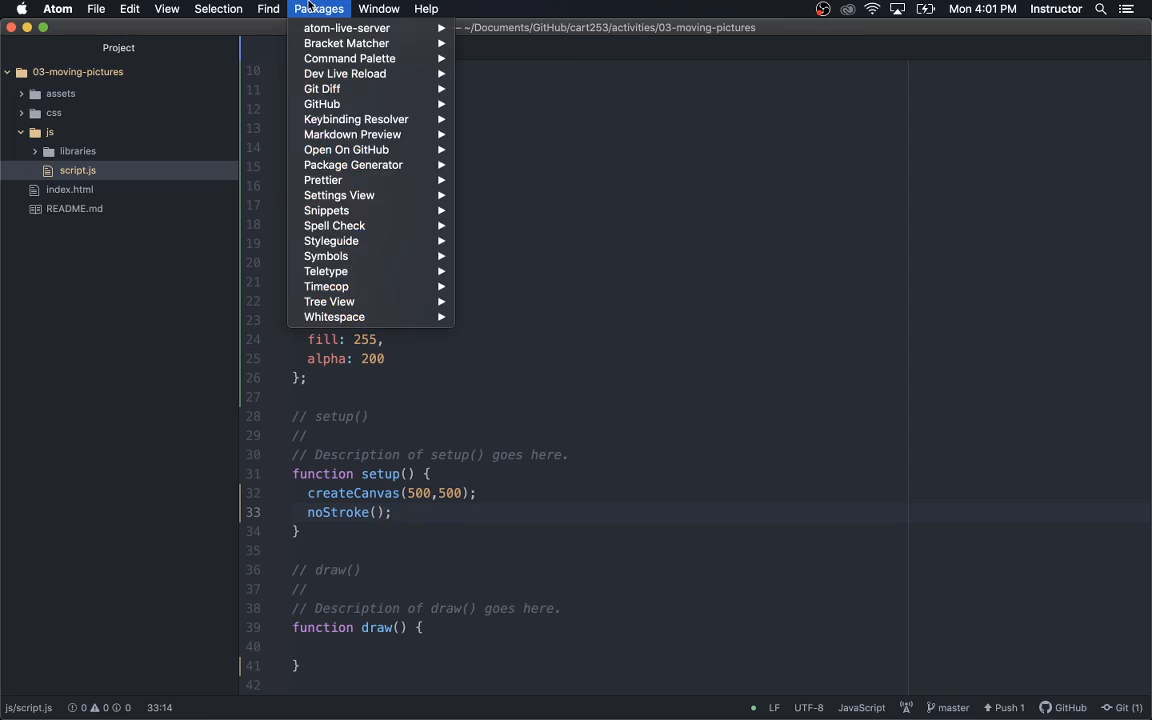 Atom File Edit View Selection Find Packages Window Help Mon 4:01 PM Instructor
~/Documents/GitHub/cart253/activities/03-moving-pictures
Project
03-moving-pictures
assets
css
js
libraries
script.js
index.html
README.md
atom-live-server
Bracket Matcher
Command Palette
Dev Live Reload
Git Diff
GitHub
Keybinding Resolver
Markdown Preview
Open On GitHub
Package Generator
Prettier
Settings View
Snippets
Spell Check
Styleguide
Symbols
Teletype
Timecop
Tree View
Whitespace
10
11
12
13
14
15
16
17
18
19
20
21
22
23
24 fill: 255,
25 alpha: 200
26 };
27
28 // setup()
29 //
30 // Description of setup() goes here.
31 function setup() {
32 createCanvas(500,500);
33 noStroke();
34 }
35
36 // draw()
37 //
38 // Description of draw() goes here.
39 function draw() {
40
41 }
42
js/script.js 0 0 0 33:14 LF UTF-8 JavaScript master Push 1 GitHub Git (1)